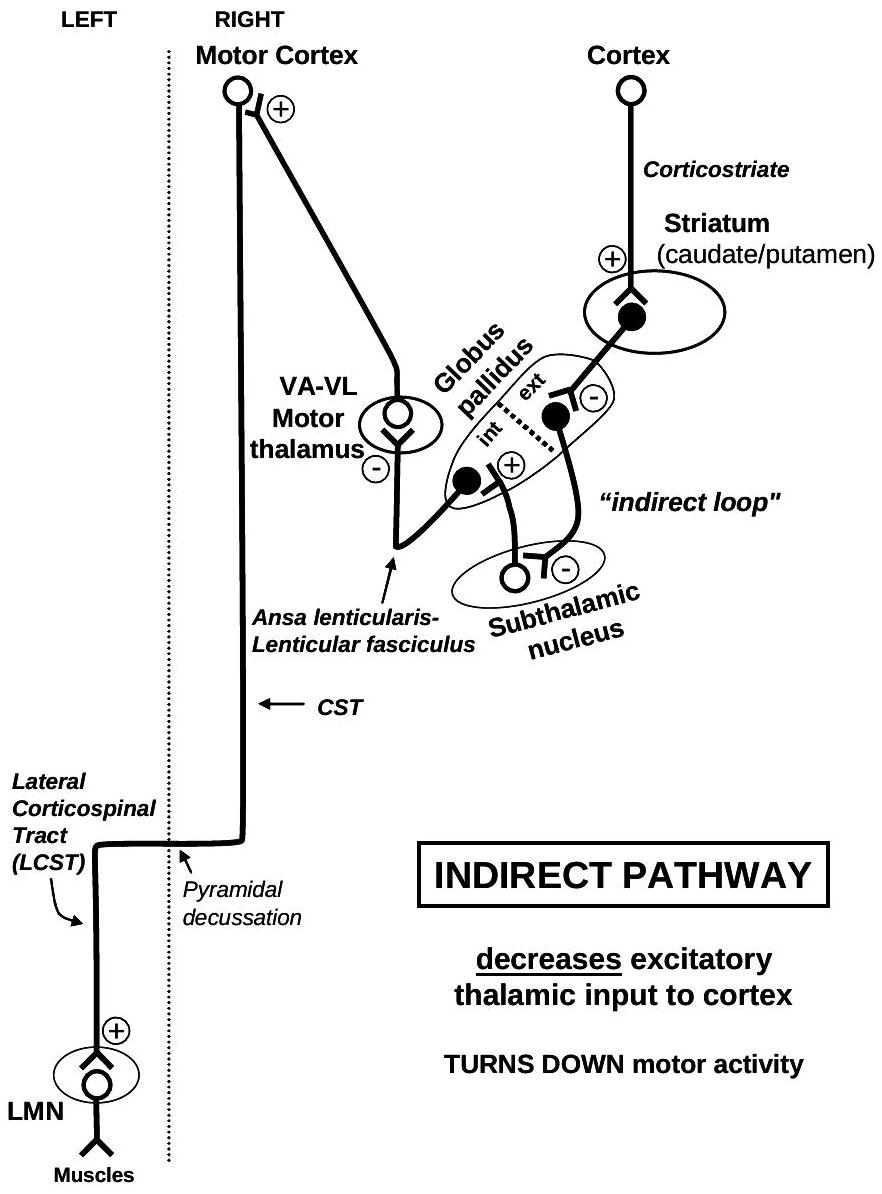 LEFT
RIGHT
Motor Cortex
Cortex
+
Corticostriate
Striatum
(caudate/putamen)
+
Globus
pallidus
ext
int
-
VA-VL
Motor
thalamus
-
+
"indirect loop"
-
Subthalamic
nucleus
Ansa lenticularis-
Lenticular fasciculus
CST
Lateral
Corticospinal
Tract
(LCST)
Pyramidal
decussation
INDIRECT PATHWAY
decreases excitatory
thalamic input to cortex
TURNS DOWN motor activity
+
LMN
Muscles